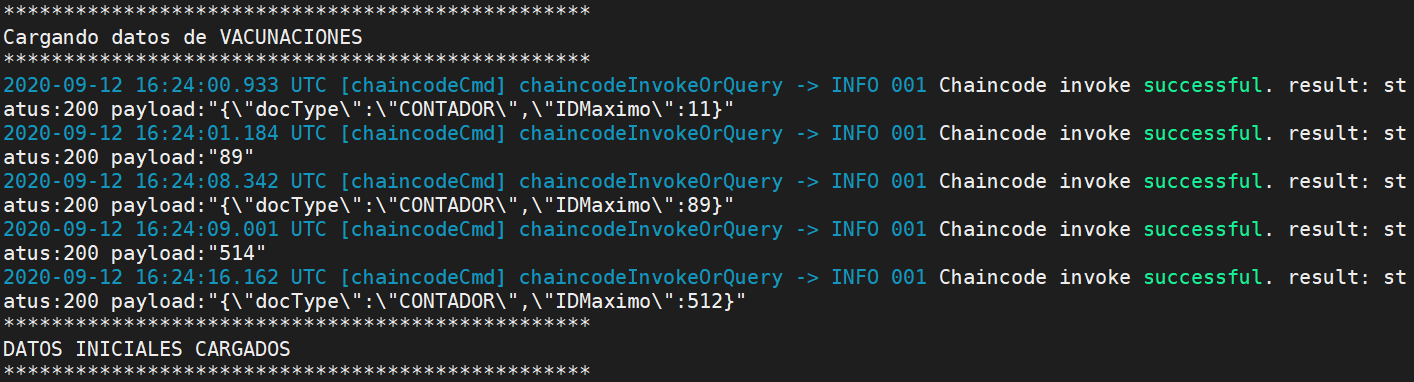 *************************************************
Cargando datos de VACUNACIONES
*************************************************
2020-09-12 16:24:00.933 UTC [chaincodeCmd] chaincodeInvokeOrQuery -> INFO 001 Chaincode invoke successful. result: st
atus:200 payload:"{\"docType\":\"CONTADOR\",\"IDMaximo\":11}"
2020-09-12 16:24:01.184 UTC [chaincodeCmd] chaincodeInvokeOrQuery -> INFO 001 Chaincode invoke successful. result: st
atus:200 payload:"89"
2020-09-12 16:24:08.342 UTC [chaincodeCmd] chaincodeInvokeOrQuery -> INFO 001 Chaincode invoke successful. result: st
atus:200 payload:"{\"docType\":\"CONTADOR\",\"IDMaximo\":89}"
2020-09-12 16:24:09.001 UTC [chaincodeCmd] chaincodeInvokeOrQuery -> INFO 001 Chaincode invoke successful. result: st
atus:200 payload:"514"
2020-09-12 16:24:16.162 UTC [chaincodeCmd] chaincodeInvokeOrQuery -> INFO 001 Chaincode invoke successful. result: st
atus:200 payload:"{\"docType\":\"CONTADOR\",\"IDMaximo\":512}"
*************************************************
DATOS INICIALES CARGADOS
*************************************************